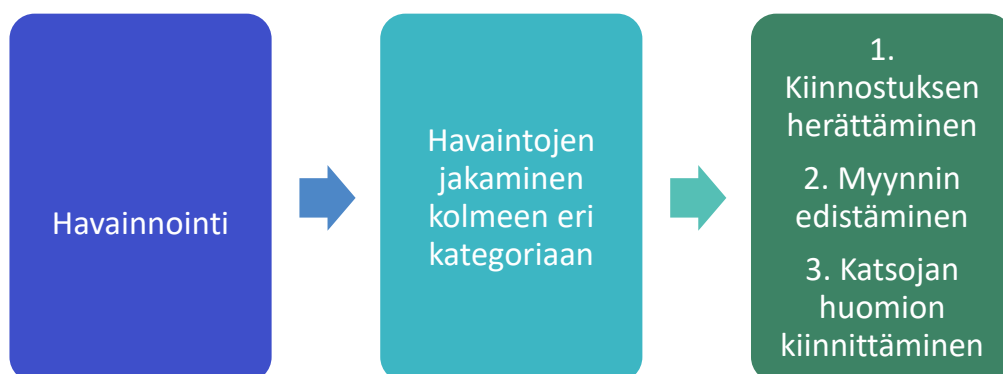 Havainnointi
Havaintojen
jakaminen
kolmeen eri
kategoriaan
1.
Kiinnostuksen
herättäminen
2. Myynnin
edistäminen
3. Katsojan
huomion
kiinnittäminen